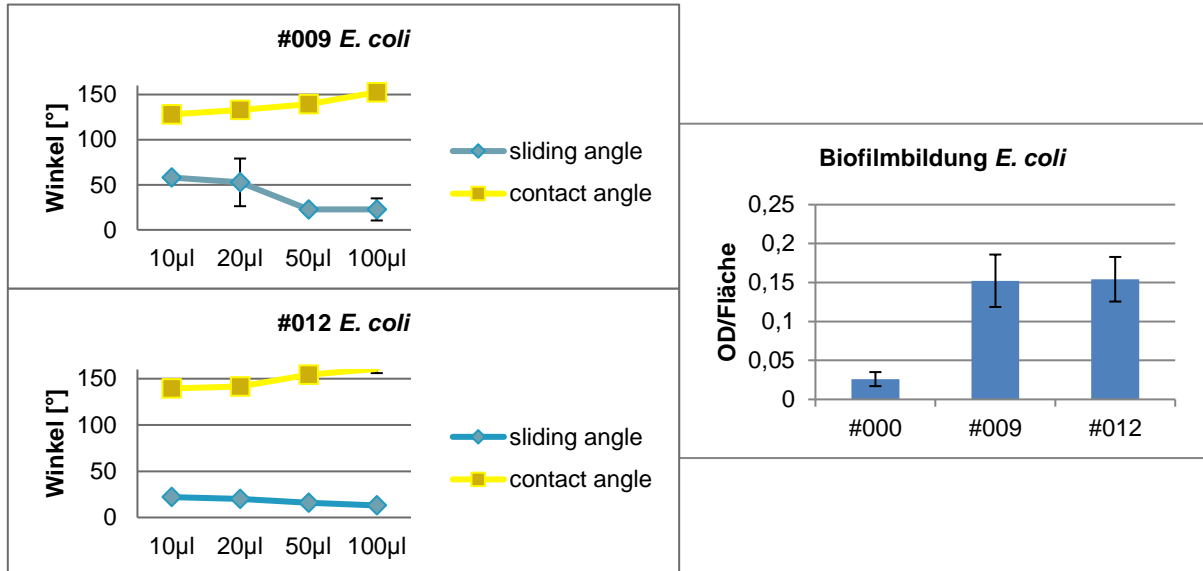 #009 E. coli
Winkel [°]
150
100
50
0
10µl 20µl 50µl 100µl
sliding angle
contact angle
#012 E. coli
Winkel [°]
150
100
50
0
10µl 20µl 50µl 100µl
sliding angle
contact angle
Biofilmbildung E. coli
OD/Fläche
0,25
0,2
0,15
0,1
0,05
0
#000 #009 #012